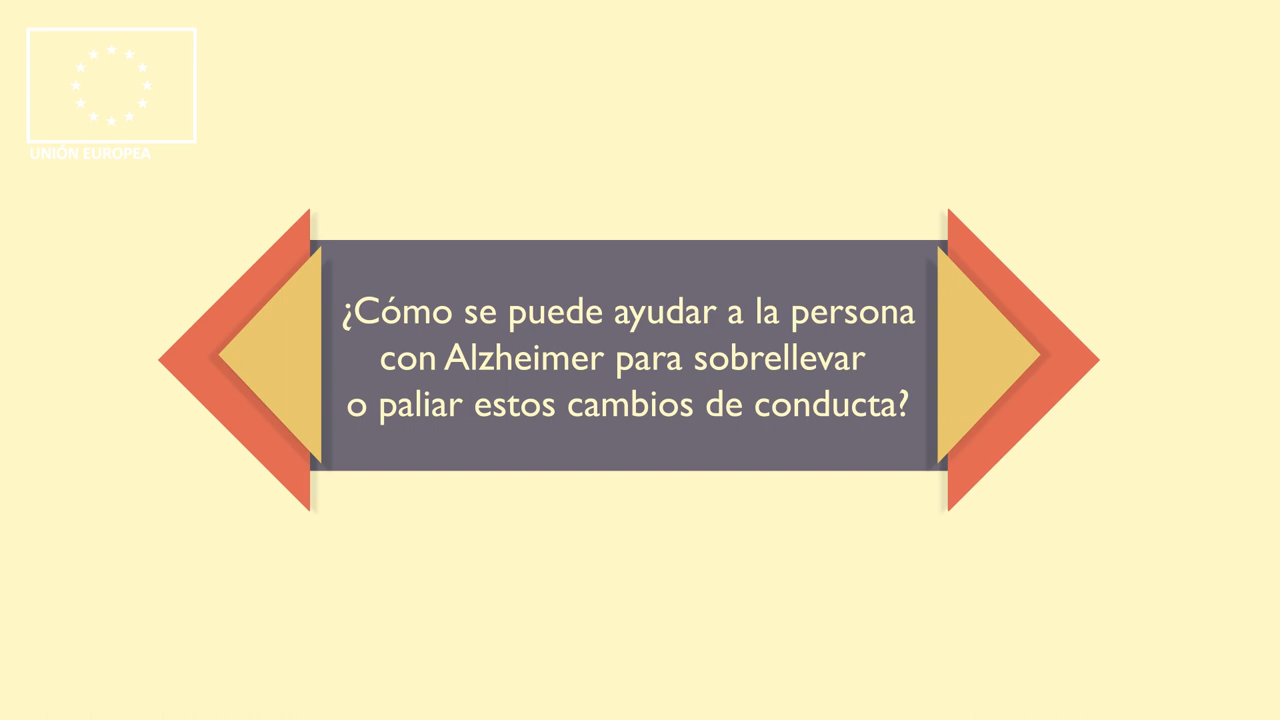 UNIÓN EUROPEA
¿Cómo se puede ayudar a la persona
con Alzheimer para sobrellevar
o paliar estos cambios de conducta?